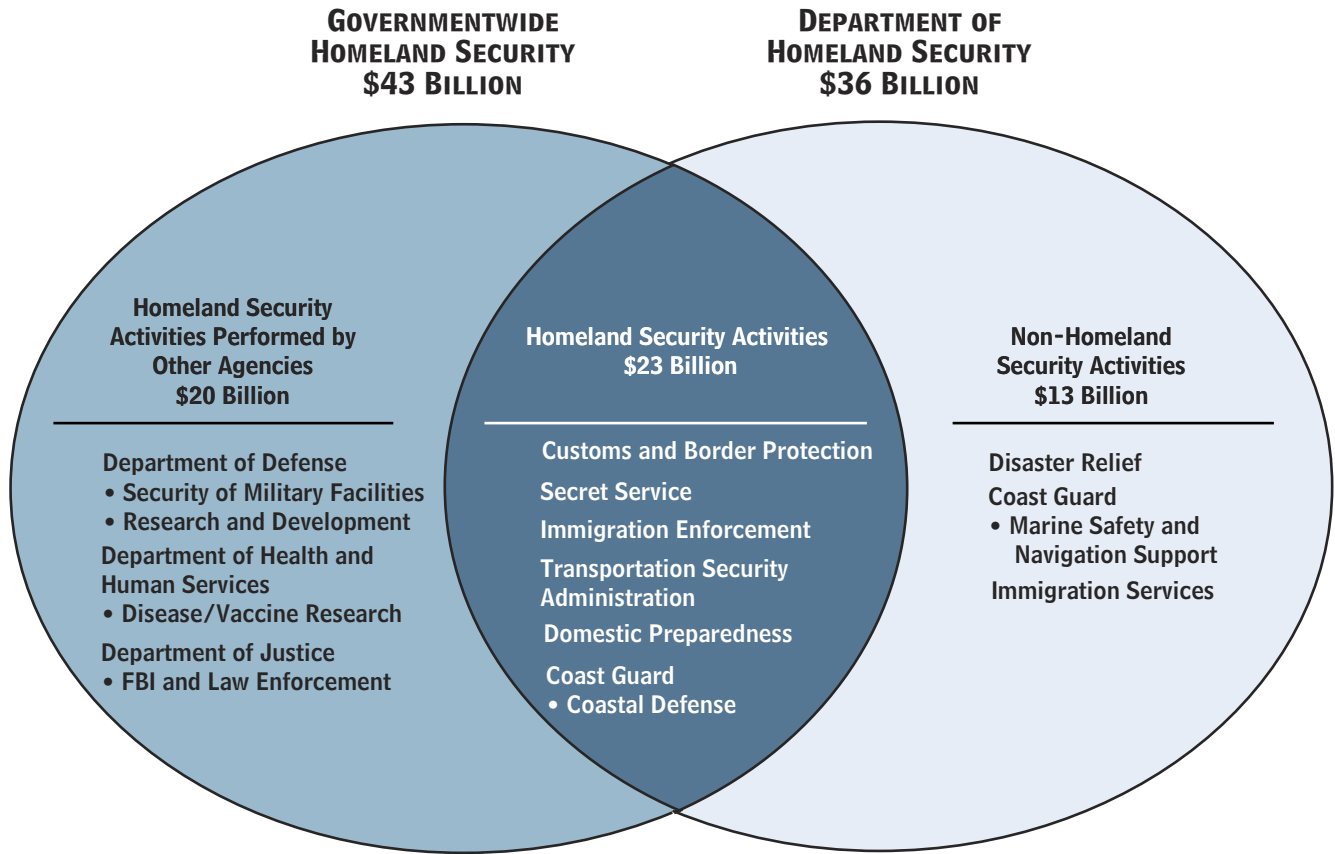 GOVERNMENTWIDE
HOMELAND SECURITY
$43 BILLION
DEPARTMENT OF
HOMELAND SECURITY
$36 BILLION
Homeland Security
Activities Performed by
Other Agencies
$20 Billion
Department of Defense
• Security of Military Facilities
• Research and Development
Department of Health and
Human Services
• Disease/Vaccine Research
Department of Justice
• FBI and Law Enforcement
Homeland Security Activities
$23 Billion
Customs and Border Protection
Secret Service
Immigration Enforcement
Transportation Security
Administration
Domestic Preparedness
Coast Guard
• Coastal Defense
Non-Homeland
Security Activities
$13 Billion
Disaster Relief
Coast Guard
• Marine Safety and
Navigation Support
Immigration Services